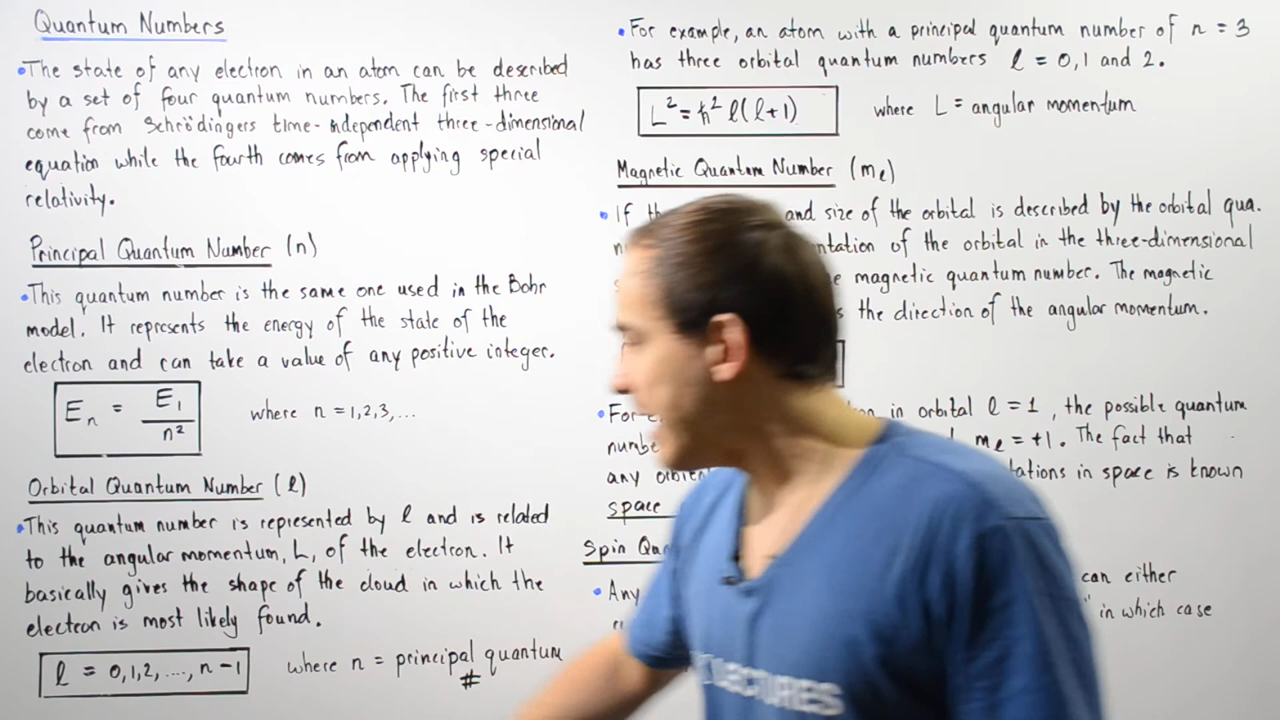 Quantum Numbers
•The state of any electron in an atom can be described
by a set of four quantum numbers. The first three
come from Schrödingers time-independent three-dimensional
equation while the fourth comes from applying special
relativity.
Principal Quantum Number (n)
•This quantum number is the same one used in the Bohr
model. It represents the energy of the state of the
electron and can take a value of any positive integer.
En = E1/n² where n = 1,2,3,...
Orbital Quantum Number (ℓ)
•This quantum number is represented by ℓ and is related
to the angular momentum, L, of the electron. It
basically gives the shape of the cloud in which the
electron is most likely found.
ℓ = 0,1,2,...., n-1 where n = principal quantum
#
•For example, an atom with a principal quantum number of n = 3
has three orbital quantum numbers ℓ = 0,1 and 2.
L² = ħ² ℓ(ℓ+1) where L = angular momentum
Magnetic Quantum Number (mℓ)
• If and size of the orbital is described by the orbital qua.
of the orbital in the three-dimensional
magnetic quantum number. The magnetic
the direction of the angular momentum.
• in orbital ℓ = 1, the possible quantum
mℓ = +1. The fact that
any in space is known
space
Spin
• Any can either
in which case
LECTURES